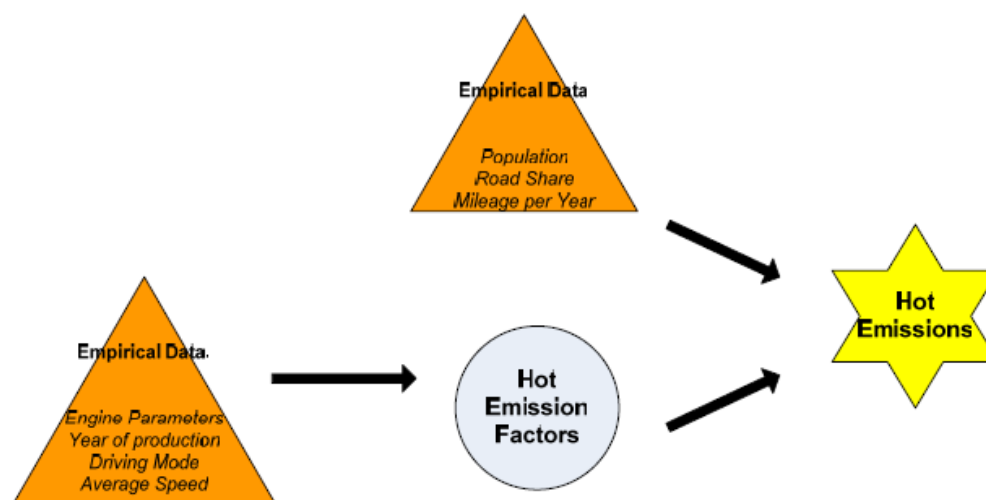 Empirical Data
Population
Road Share
Mileage per Year
Hot
Emissions
Empirical Data.
Engine Parameters
Year of production
Driving Mode
Average Speed
Hot
Emission
Factors